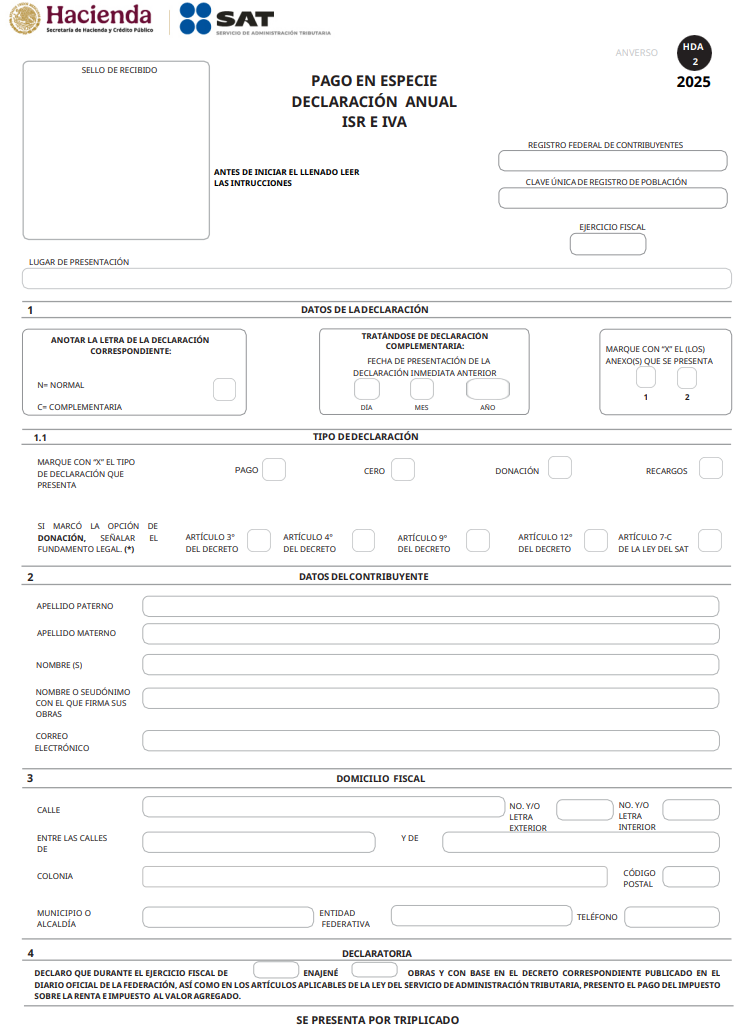 Hacienda
Secretaría de Hacienda y Crédito Público
SAT
SERVICIO DE ADMINISTRACIÓN TRIBUTARIA
ANVERSO
HDA
2
2025
SELLO DE RECIBIDO
PAGO EN ESPECIE
DECLARACIÓN ANUAL
ISR E IVA
REGISTRO FEDERAL DE CONTRIBUYENTES
ANTES DE INICIAR EL LLENADO LEER
LAS INTRUCCIONES
CLAVE ÚNICA DE REGISTRO DE POBLACIÓN
EJERCICIO FISCAL
LUGAR DE PRESENTACIÓN
1 DATOS DE LA DECLARACIÓN
ANOTAR LA LETRA DE LA DECLARACIÓN
CORRESPONDIENTE:
N= NORMAL
C= COMPLEMENTARIA
TRATÁNDOSE DE DECLARACIÓN
COMPLEMENTARIA:
FECHA DE PRESENTACIÓN DE LA
DECLARACIÓN INMEDIATA ANTERIOR
DÍA MES AÑO
MARQUE CON "X" EL (LOS)
ANEXO(S) QUE SE PRESENTA
1 2
1.1 TIPO DE DECLARACIÓN
MARQUE CON "X" EL TIPO
DE DECLARACIÓN QUE
PRESENTA
PAGO CERO DONACIÓN RECARGOS
SI MARCÓ LA OPCIÓN DE
DONACIÓN, SEÑALAR EL
FUNDAMENTO LEGAL. (*)
ARTÍCULO 3º
DEL DECRETO
ARTÍCULO 4º
DEL DECRETO
ARTÍCULO 9º
DEL DECRETO
ARTÍCULO 12º
DEL DECRETO
ARTÍCULO 7-C
DE LA LEY DEL SAT
2 DATOS DEL CONTRIBUYENTE
APELLIDO PATERNO
APELLIDO MATERNO
NOMBRE (S)
NOMBRE O SEUDÓNIMO
CON EL QUE FIRMA SUS
OBRAS
CORREO
ELECTRÓNICO
3 DOMICILIO FISCAL
CALLE
NO. Y/O
LETRA
EXTERIOR
NO. Y/O
LETRA
INTERIOR
ENTRE LAS CALLES
DE
Y DE
COLONIA
CÓDIGO
POSTAL
MUNICIPIO O
ALCALDÍA
ENTIDAD
FEDERATIVA
TELÉFONO
4 DECLARATORIA
DECLARO QUE DURANTE EL EJERCICIO FISCAL DE ENAJENÉ OBRAS Y CON BASE EN EL DECRETO CORRESPONDIENTE PUBLICADO EN EL
DIARIO OFICIAL DE LA FEDERACIÓN, ASÍ COMO EN LOS ARTÍCULOS APLICABLES DE LA LEY DEL SERVICIO DE ADMINISTRACIÓN TRIBUTARIA, PRESENTO EL PAGO DEL IMPUESTO
SOBRE LA RENTA E IMPUESTO AL VALOR AGREGADO.
SE PRESENTA POR TRIPLICADO